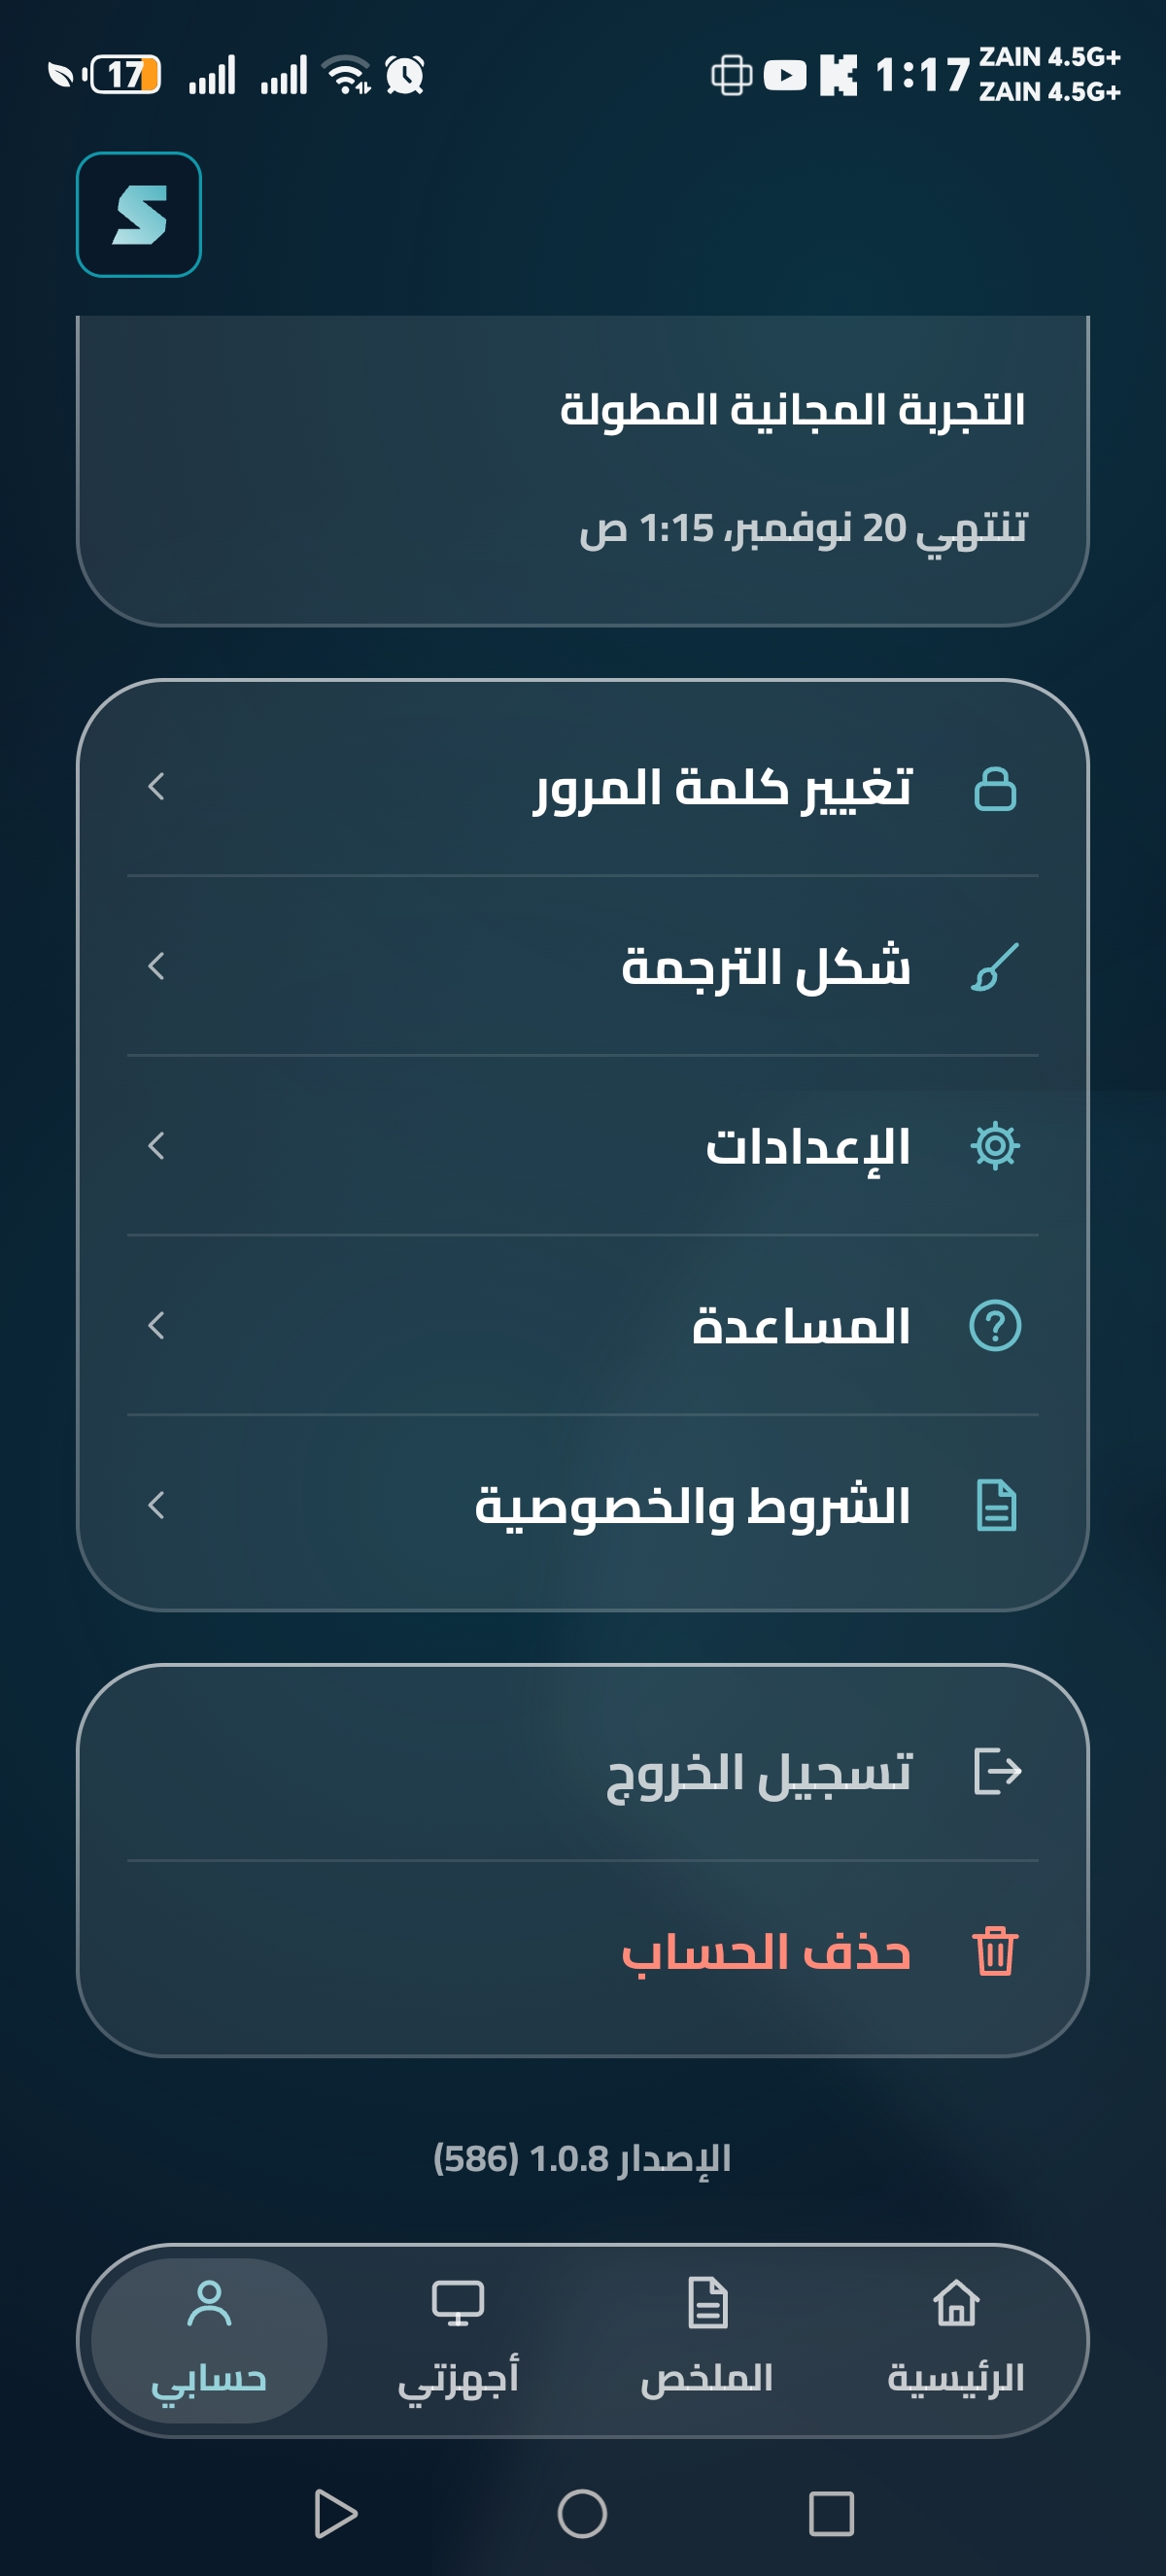 17
1:17 ZAIN 4.5G+
ZAIN 4.5G+
S
التجربة المجانية المطولة
تنتهي 20 نوفمبر، 1:15 ص
تغيير كلمة المرور
شكل الترجمة
الإعدادات
المساعدة
الشروط والخصوصية
تسجيل الخروج
حذف الحساب
الإصدار 1.0.8 (586)
الرئيسية
الملخص
أجهزتي
حسابي